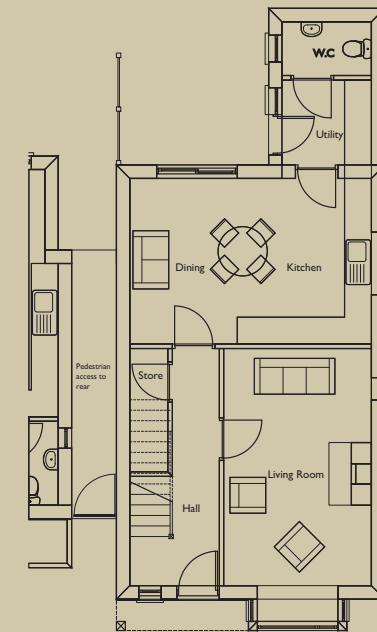 W.C
Utility
Dining
Kitchen
Pedestrian
access to
rear
Store
Living Room
Hall